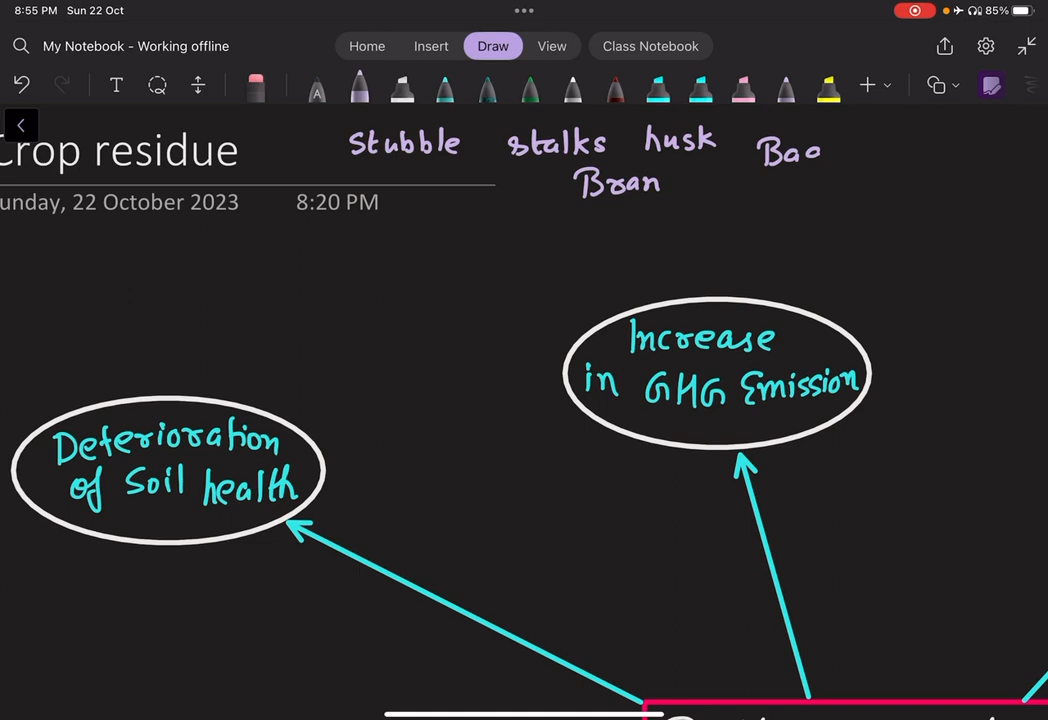 8:55 PM Sun 22 Oct
85%
My Notebook - Working offline
Home Insert Draw View Class Notebook
T
A
Crop residue
Stubble stalks husk Bao
Bran
unday, 22 October 2023 8:20 PM
Increase
in GHG Emission
Deterioration
of Soil health